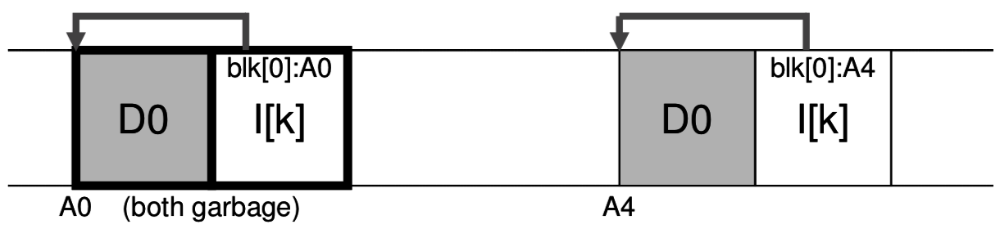 blk[0]:A0
D0
I[k]
A0
(both garbage)
blk[0]:A4
D0
I[k]
A4